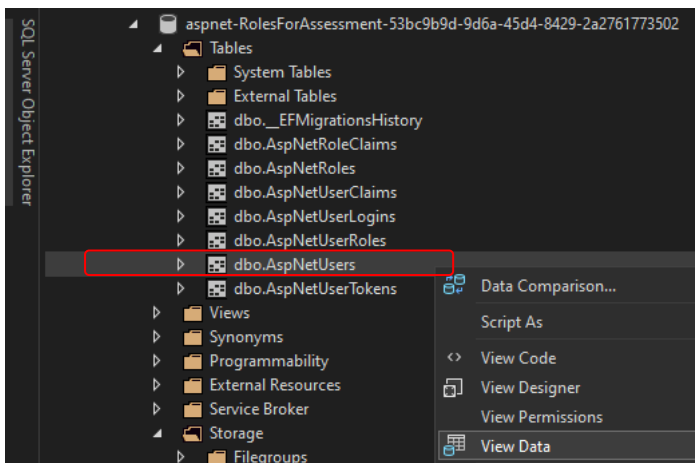 SQL Server Object Explorer
aspnet-RolesForAssessment-53bc9b9d-9d6a-45d4-8429-2a2761773502
Tables
System Tables
External Tables
dbo.__EFMigrationsHistory
dbo.AspNetRoleClaims
dbo.AspNetRoles
dbo.AspNetUserClaims
dbo.AspNetUserLogins
dbo.AspNetUserRoles
dbo.AspNetUsers
dbo.AspNetUserTokens
Views
Synonyms
Programmability
External Resources
Service Broker
Storage
Filegroups
Data Comparison...
Script As
View Code
View Designer
View Permissions
View Data